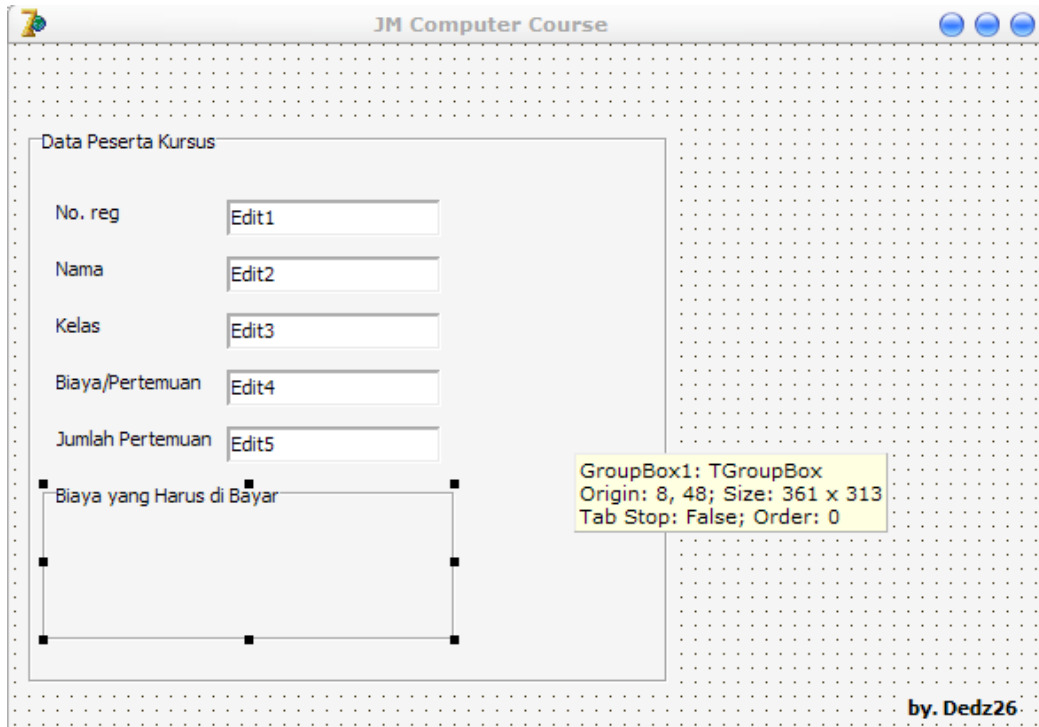 JM Computer Course
Data Peserta Kursus
No. reg
Edit1
Nama
Edit2
Kelas
Edit3
Biaya/Pertemuan
Edit4
Jumlah Pertemuan
Edit5
Biaya yang Harus di Bayar
GroupBox1: TGroupBox
Origin: 8, 48; Size: 361 x 313
Tab Stop: False; Order: 0
by. Dedz26